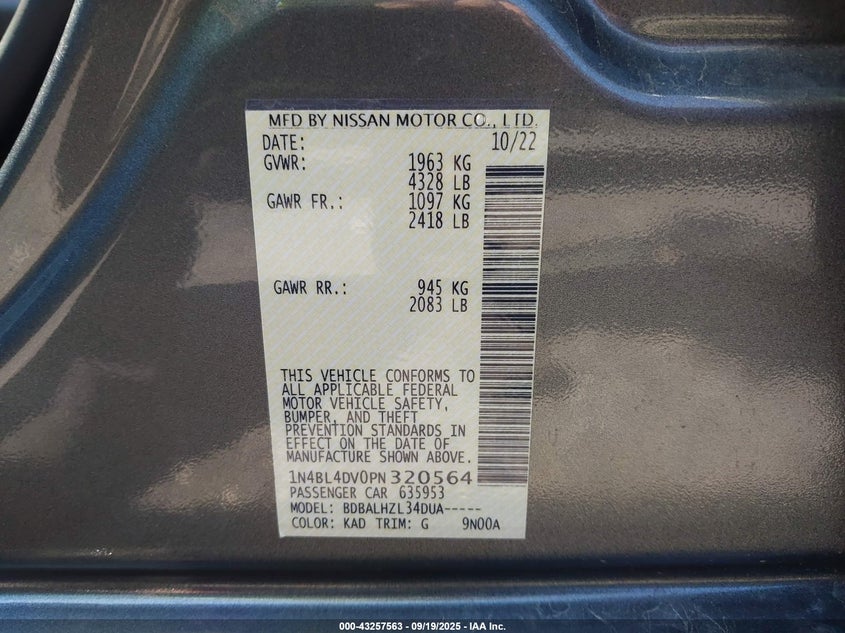 MFD BY NISSAN MOTOR CO., LTD.
DATE: 10/22
GVWR: 1963 KG
4328 LB
GAWR FR.: 1097 KG
2418 LB
GAWR RR.: 945 KG
2083 LB
THIS VEHICLE CONFORMS TO
ALL APPLICABLE FEDERAL
MOTOR VEHICLE SAFETY,
BUMPER, AND THEFT
PREVENTION STANDARDS IN
EFFECT ON THE DATE OF
MANUFACTURE SHOWN ABOVE.
1N4BL4DV0PN320564
PASSENGER CAR 635953
MODEL: BDBALHZL34DUA-----
COLOR: KAD TRIM: G 9N00A
000-43257563 - 09/19/2025 - IAA Inc.